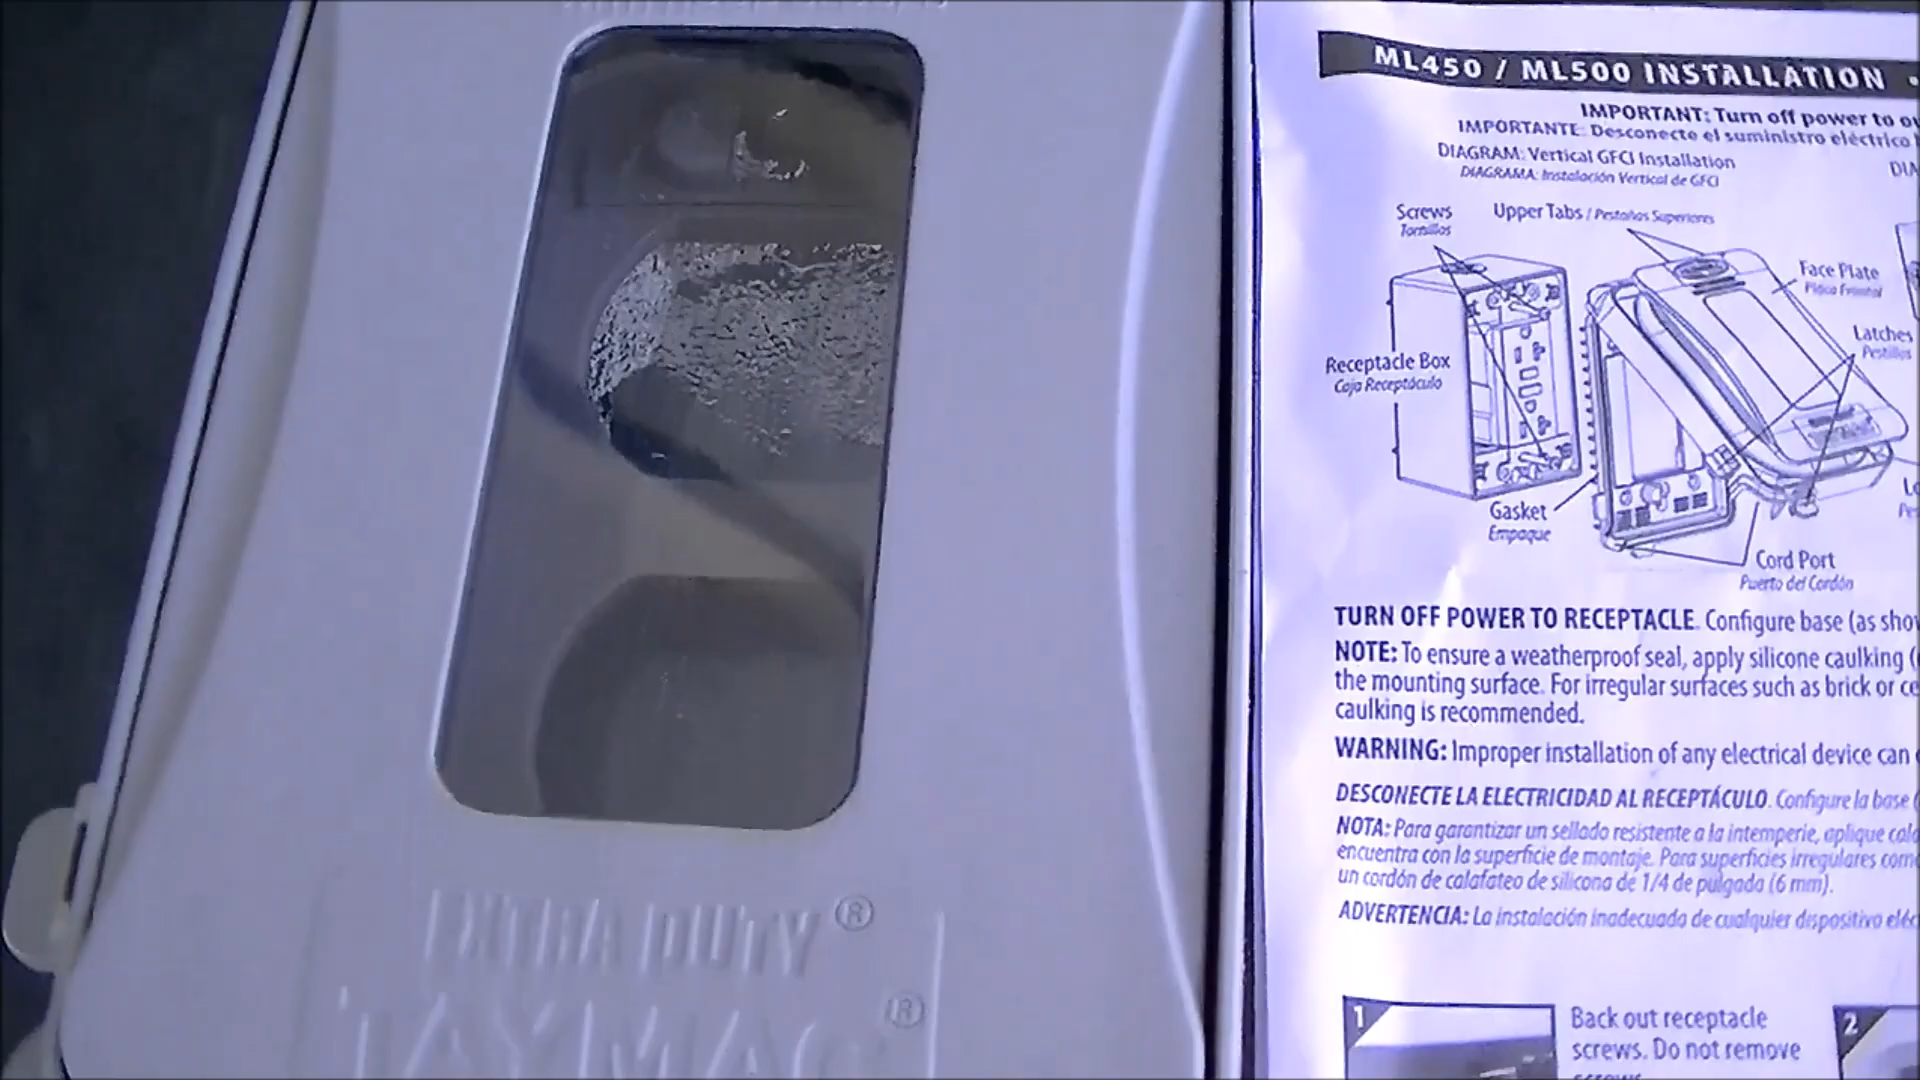 EXTRA DUTY ®
TAYMAC ®
ML450 / ML500 INSTALLATION
IMPORTANT: Turn off power to
IMPORTANTE: Desconecte el suministro eléctrico
DIAGRAM: Vertical GFCI Installation
DIAGRAMA: Instalación Vertical de GFCI
Screws
Tornillos
Upper Tabs / Pestañas Superiores
Face Plate
Placa Frontal
Latches
Pestillos
Receptacle Box
Caja Receptáculo
Gasket
Empaque
Cord Port
Puerto del Cordón
TURN OFF POWER TO RECEPTACLE. Configure base (as
NOTE: To ensure a weatherproof seal, apply silicone caulking
the mounting surface. For irregular surfaces such as brick or
caulking is recommended.
WARNING: Improper installation of any electrical device can
DESCONECTE LA ELECTRICIDAD AL RECEPTÁCULO. Configure la base
NOTA: Para garantizar un sellado resistente a la intemperie, aplique
encuentra con la superficie de montaje. Para superficies irregulares
un cordón de calafateo de silicona de 1/4 de pulgada (6 mm).
ADVERTENCIA: La instalación inadecuada de cualquier dispositivo
1
Back out receptacle
screws. Do not remove
2